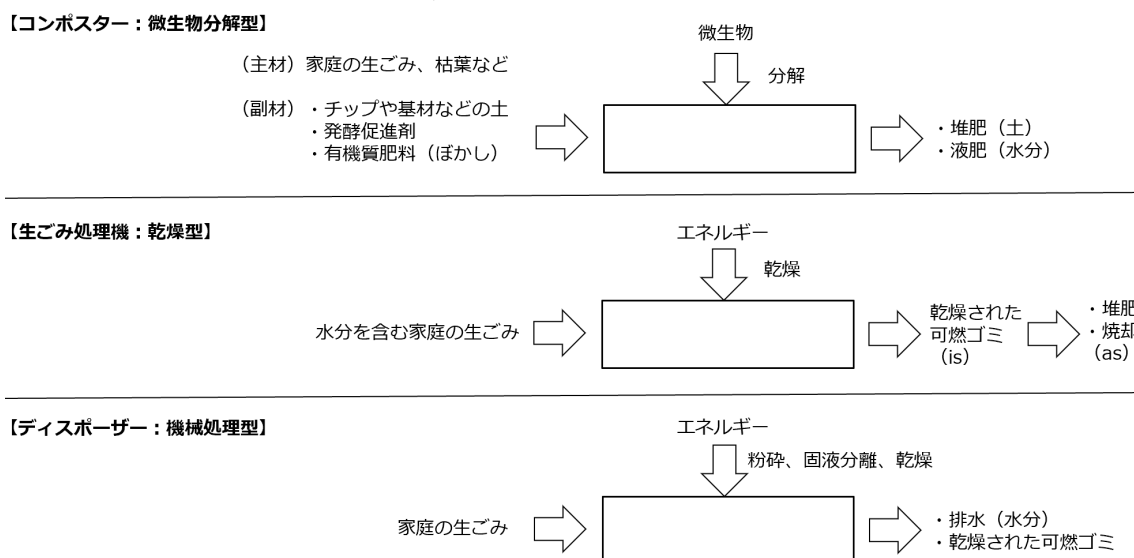 【コンポスター：微生物分解型】
微生物
分解
（主材）家庭の生ごみ、枯葉など
（副材）・チップや基材などの土
・発酵促進剤
・有機質肥料（ぼかし）
・堆肥（土）
・液肥（水分）
【生ごみ処理機：乾燥型】
エネルギー
乾燥
水分を含む家庭の生ごみ
乾燥された
可燃ゴミ
（is）
・堆肥
・焼却
（as）
【ディスポーザー：機械処理型】
エネルギー
粉砕、固液分離、乾燥
家庭の生ごみ
・排水（水分）
・乾燥された可燃ゴミ